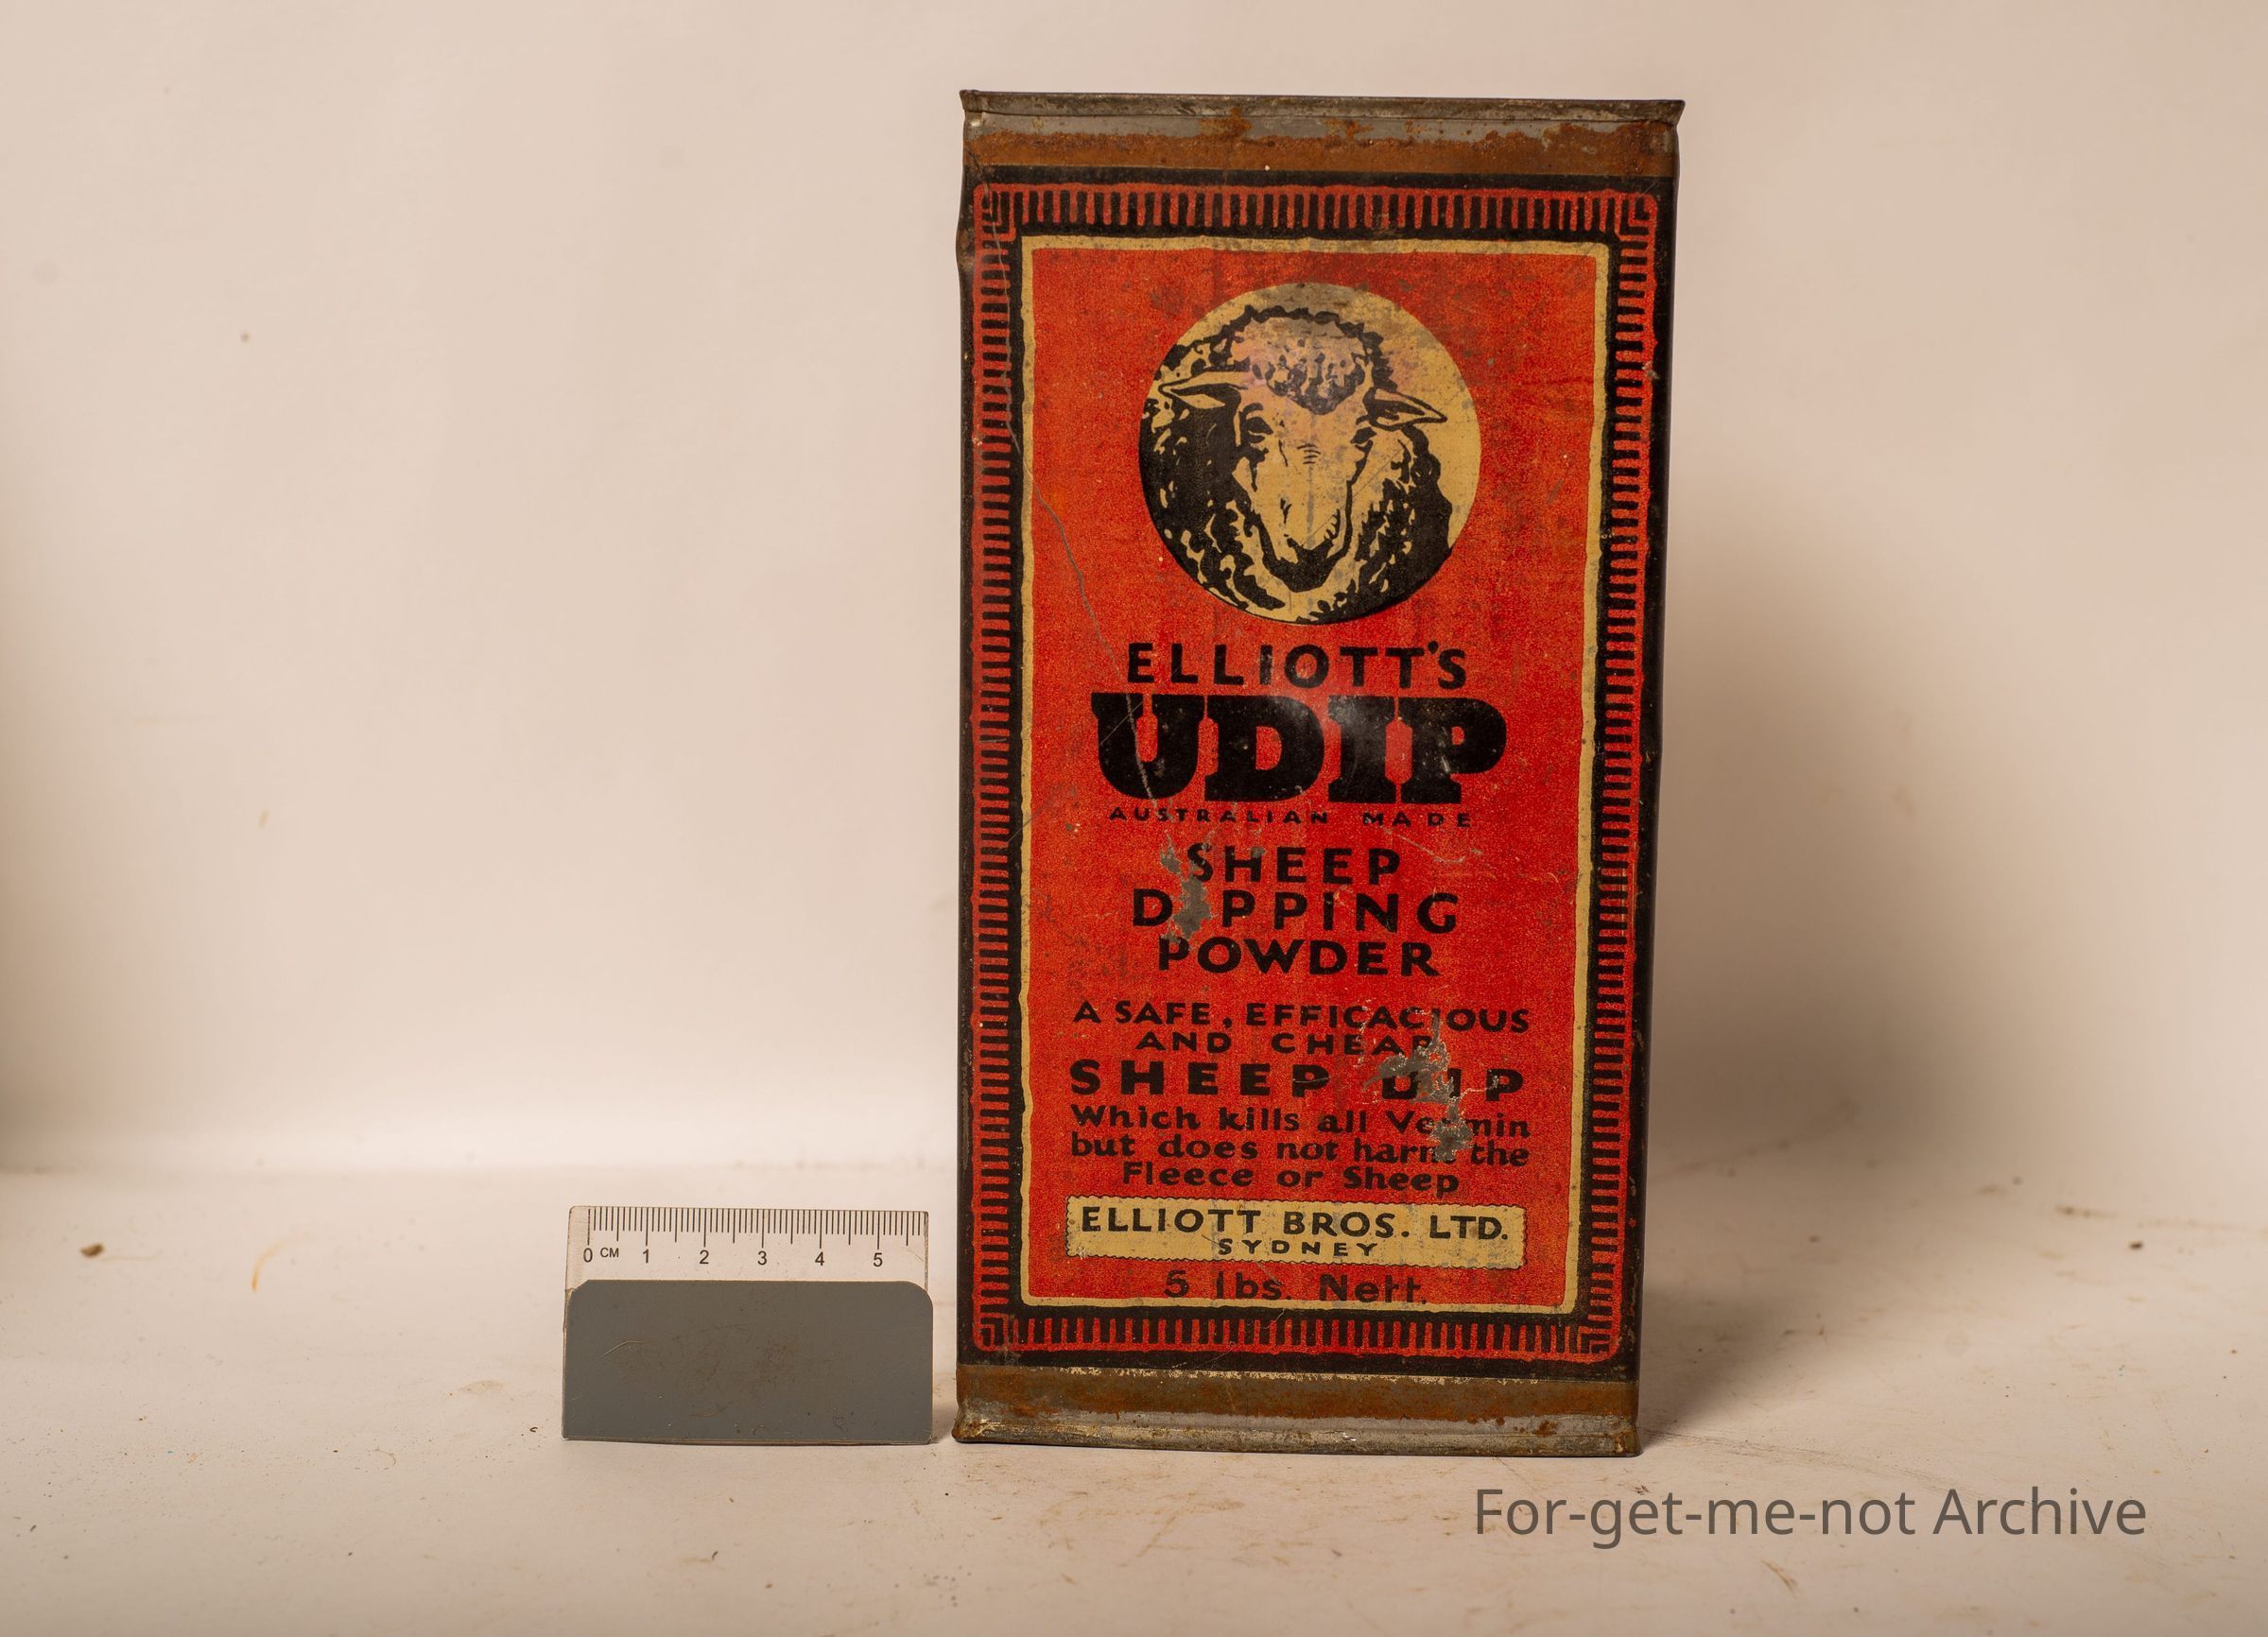 ELLIOTT'S
UDIP
AUSTRALIAN MADE
SHEEP
DIPPING
POWDER
A SAFE, EFFICACIOUS
AND CHEAP
SHEEP DIP
Which kills all Vermin
but does not harm the
Fleece or Sheep
ELLIOTT BROS. LTD.
SYDNEY
5 lbs. Nett.
0 CM 1 2 3 4 5
For-get-me-not Archive